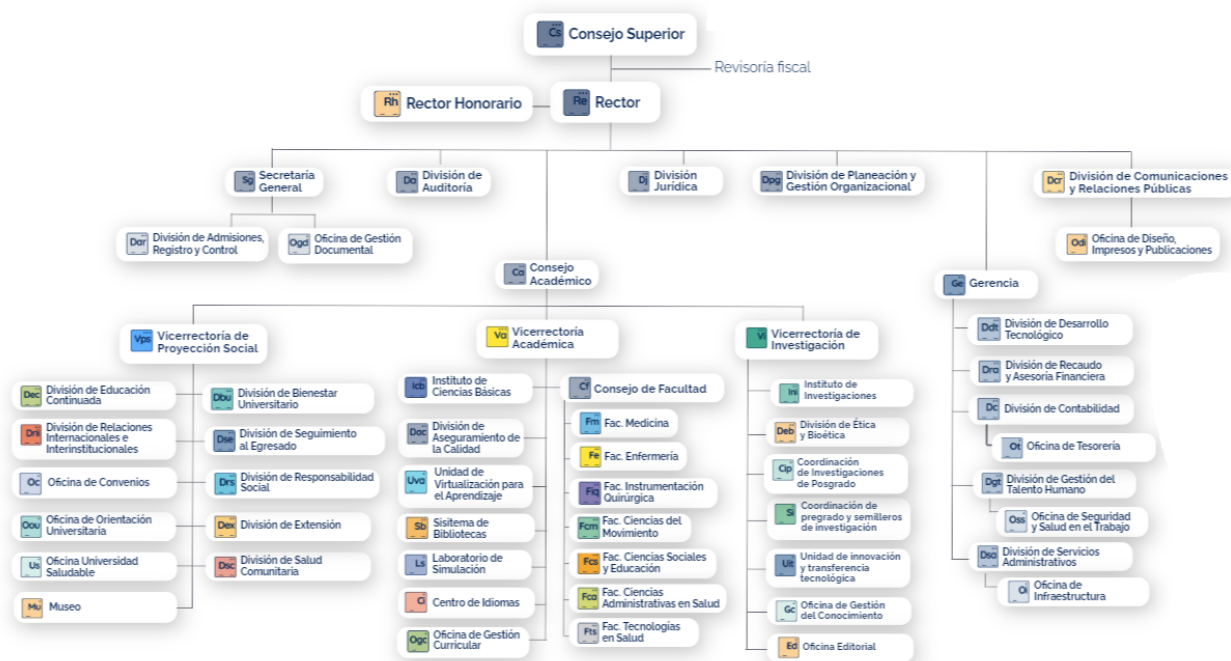 Cs Consejo Superior
Revisoría fiscal
Rh Rector Honorario
Re Rector
Sg Secretaría
General
Da División de
Auditoría
Dj División
Jurídica
Dpg División de Planeación y
Gestión Organizacional
Dcr División de Comunicaciones
y Relaciones Públicas
Dar División de Admisiones,
Registro y Control
Ogd Oficina de Gestión
Documental
Odi Oficina de Diseño,
Impresos y Publicaciones
Ca Consejo
Académico
Ge Gerencia
Vps Vicerrectoría de
Proyección Social
Va Vicerrectoría
Académica
Vi Vicerrectoría de
Investigación
Dec División de Educación
Continuada
Dni División de Relaciones
Internacionales e
Interinstitucionales
Oc Oficina de Convenios
Oou Oficina de Orientación
Universitaria
Us Oficina Universidad
Saludable
Mu Museo
Dbu División de Bienestar
Universitario
Dse División de Seguimiento
al Egresado
Drs División de Responsabilidad
Social
Dex División de Extensión
Dsc División de Salud
Comunitaria
Icb Instituto de
Ciencias Básicas
Dac División de
Aseguramiento de
la Calidad
Uva Unidad de
Virtualización para
el Aprendizaje
Sb Sisitema de
Bibliotecas
Ls Laboratorio de
Simulación
Ci Centro de Idiomas
Ogc Oficina de Gestión
Curricular
Cf Consejo de Facultad
Fm Fac. Medicina
Fe Fac. Enfermería
Fiq Fac. Instrumentación
Quirúrgica
Fcm Fac. Ciencias del
Movimiento
Fcs Fac. Ciencias Sociales
y Educación
Fca Fac. Ciencias
Administrativas en Salud
Fts Fac. Tecnologías
en Salud
Ini Instituto de
Investigaciones
Deb División de Ética
y Bioética
Cip Coordinación
de Investigaciones
de Posgrado
Si Coordinación de
pregrado y semilleros
de investigación
Uit Unidad de innovación
y transferencia
tecnológica
Gc Oficina de Gestión
del Conocimiento
Ed Oficina Editorial
Ddt División de Desarrollo
Tecnológico
Dra División de Recaudo
y Asesoría Financiera
Dc División de Contabilidad
Ot Oficina de Tesorería
Dgt División de Gestión del
Talento Humano
Oss Oficina de Seguridad
y Salud en el Trabajo
Dsa División de Servicios
Administrativos
Oi Oficina de
Infraestructura